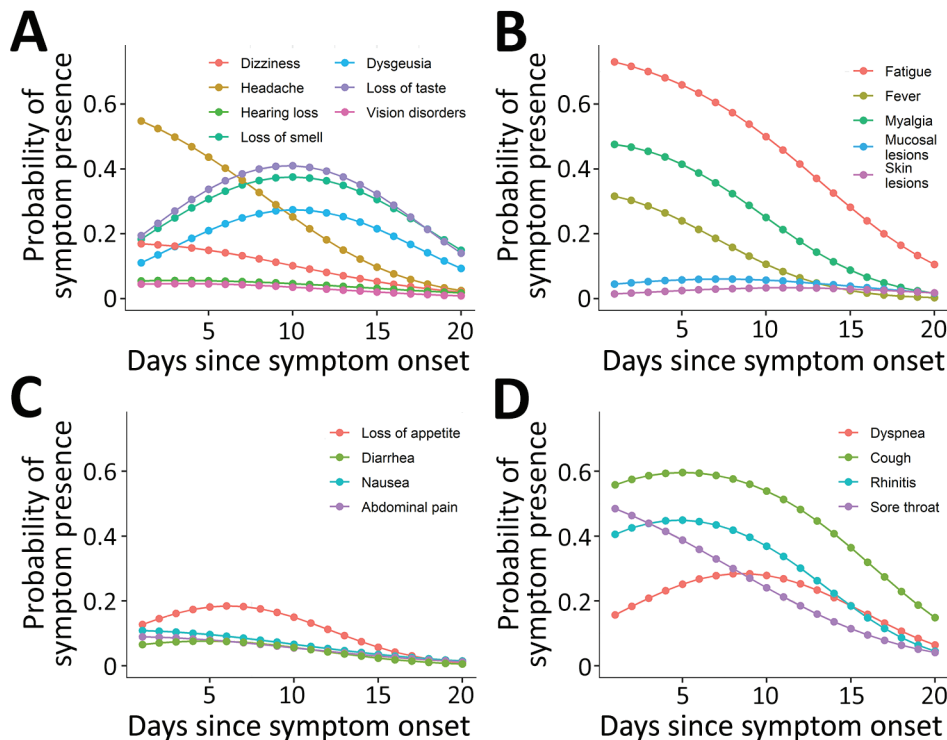 A
Probability of
symptom presence
0.6
0.4
0.2
0
Dizziness
Headache
Hearing loss
Loss of smell
Dysgeusia
Loss of taste
Vision disorders
5
10
15
20
Days since symptom onset
B
Probability of
symptom presence
0.6
0.4
0.2
0
Fatigue
Fever
Myalgia
Mucosal
lesions
Skin
lesions
5
10
15
20
Days since symptom onset
C
Probability of
symptom presence
0.6
0.4
0.2
0
Loss of appetite
Diarrhea
Nausea
Abdominal pain
5
10
15
20
Days since symptom onset
D
Probability of
symptom presence
0.6
0.4
0.2
0
Dyspnea
Cough
Rhinitis
Sore throat
5
10
15
20
Days since symptom onset